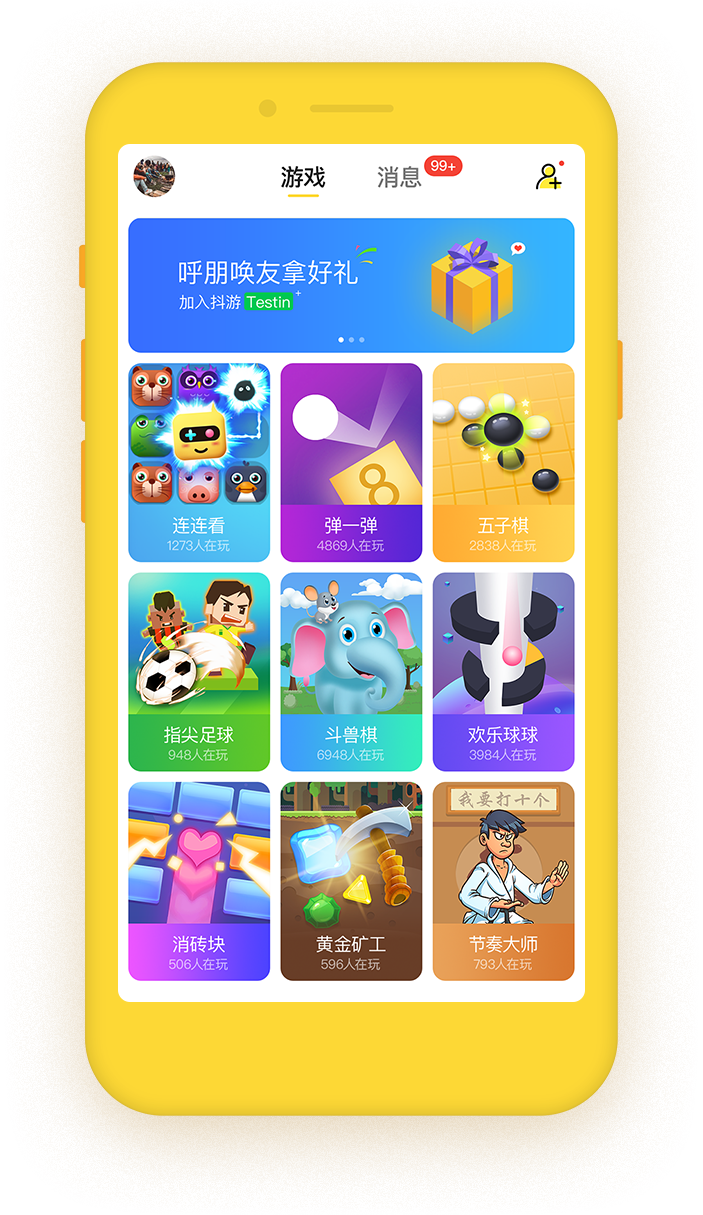 游戏
消息
99+
呼朋唤友拿好礼
加入抖游 Testin +
连连看
1273人在玩
8
弹一弹
4869人在玩
五子棋
2838人在玩
指尖足球
948人在玩
斗兽棋
6948人在玩
欢乐球球
3984人在玩
消砖块
506人在玩
黄金矿工
596人在玩
我要打十个
节奏大师
793人在玩